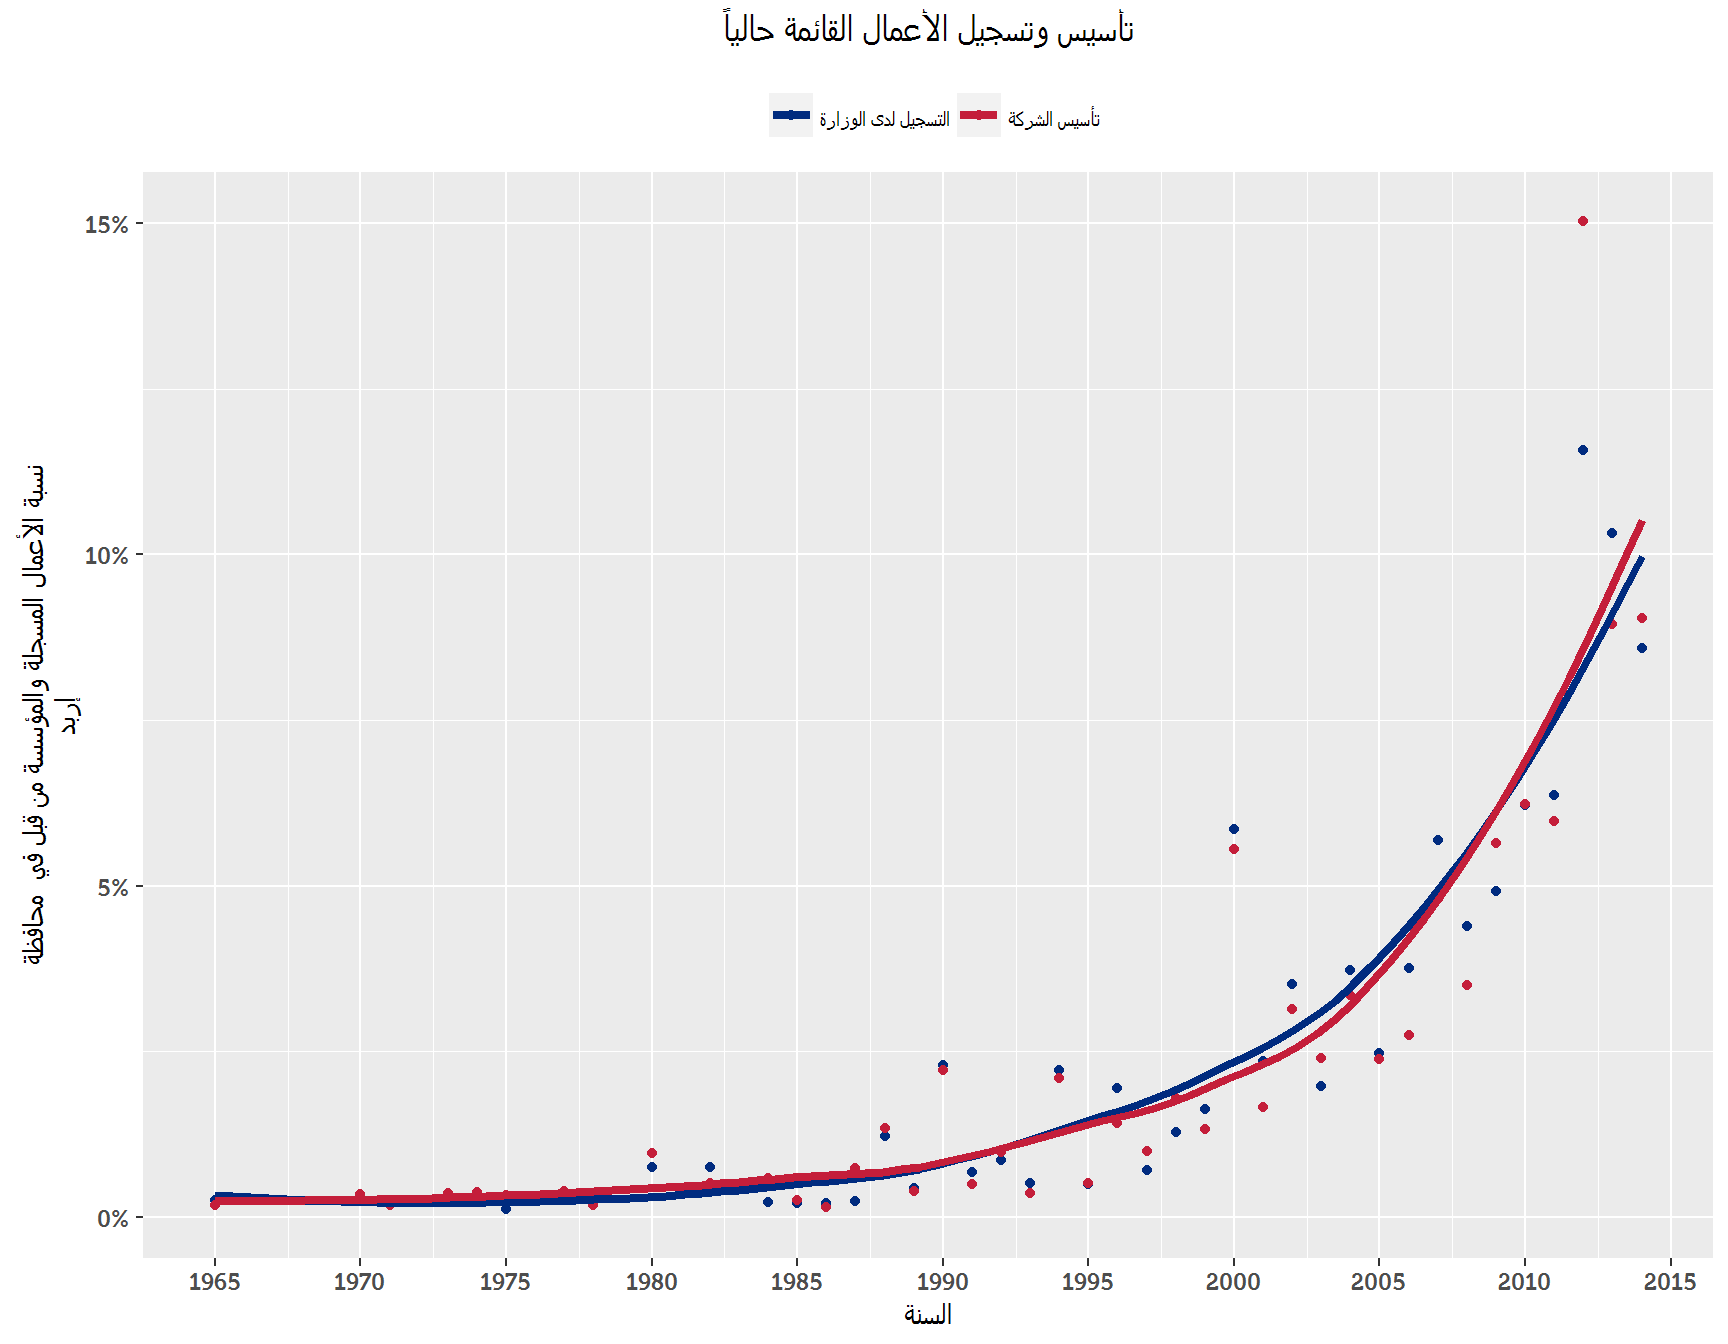 تأسيس وتسجيل الأعمال القائمة حالياً
التسجيل لدى الوزارة
تأسيس الشركة
نسبة الأعمال المسجلة والمؤسسة من قبل في محافظة
إربد
15%
10%
5%
0%
1965 1970 1975 1980 1985 1990 1995 2000 2005 2010 2015
السنة